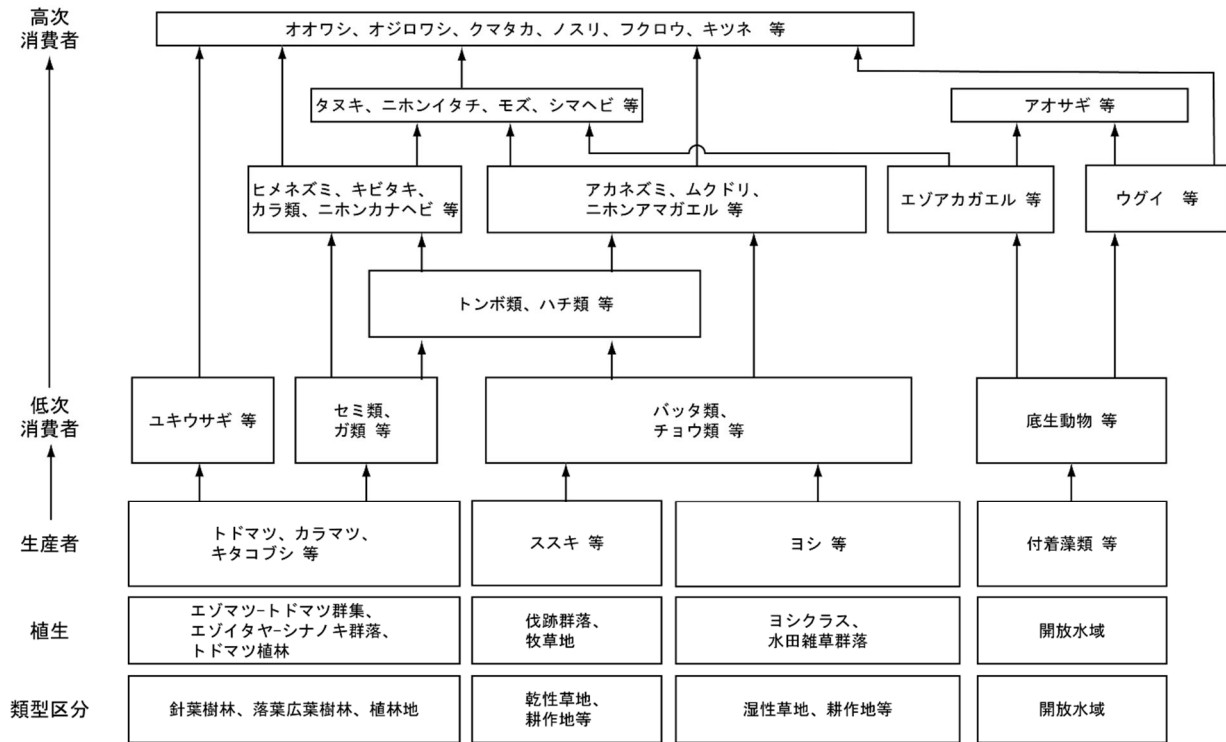 高次
消費者
オオワシ、オジロワシ、クマタカ、ノスリ、フクロウ、キツネ 等
タヌキ、ニホンイタチ、モズ、シマヘビ 等
アオサギ 等
ヒメネズミ、キビタキ、
カラ類、ニホンカナヘビ 等
アカネズミ、ムクドリ、
ニホンアマガエル 等
エゾアカガエル 等
ウグイ 等
トンボ類、ハチ類 等
低次
消費者
ユキウサギ 等
セミ類、
ガ類 等
バッタ類、
チョウ類 等
底生動物 等
生産者
トドマツ、カラマツ、
キタコブシ 等
ススキ 等
ヨシ 等
付着藻類 等
植生
エゾマツ-トドマツ群集、
エゾイタヤ-シナノキ群落、
トドマツ植林
伐跡群落、
牧草地
ヨシクラス、
水田雑草群落
開放水域
類型区分
針葉樹林、落葉広葉樹林、植林地
乾性草地、
耕作地等
湿性草地、耕作地等
開放水域